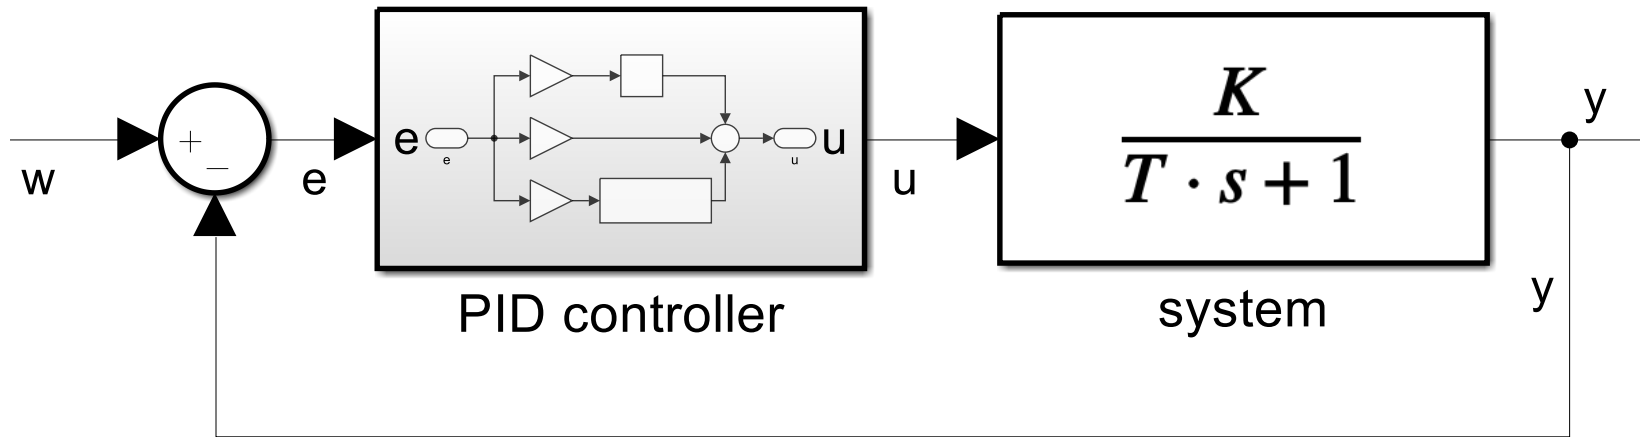 w
+
−
e
e
e
u
u
PID controller
u
K
T · s + 1
system
y
y